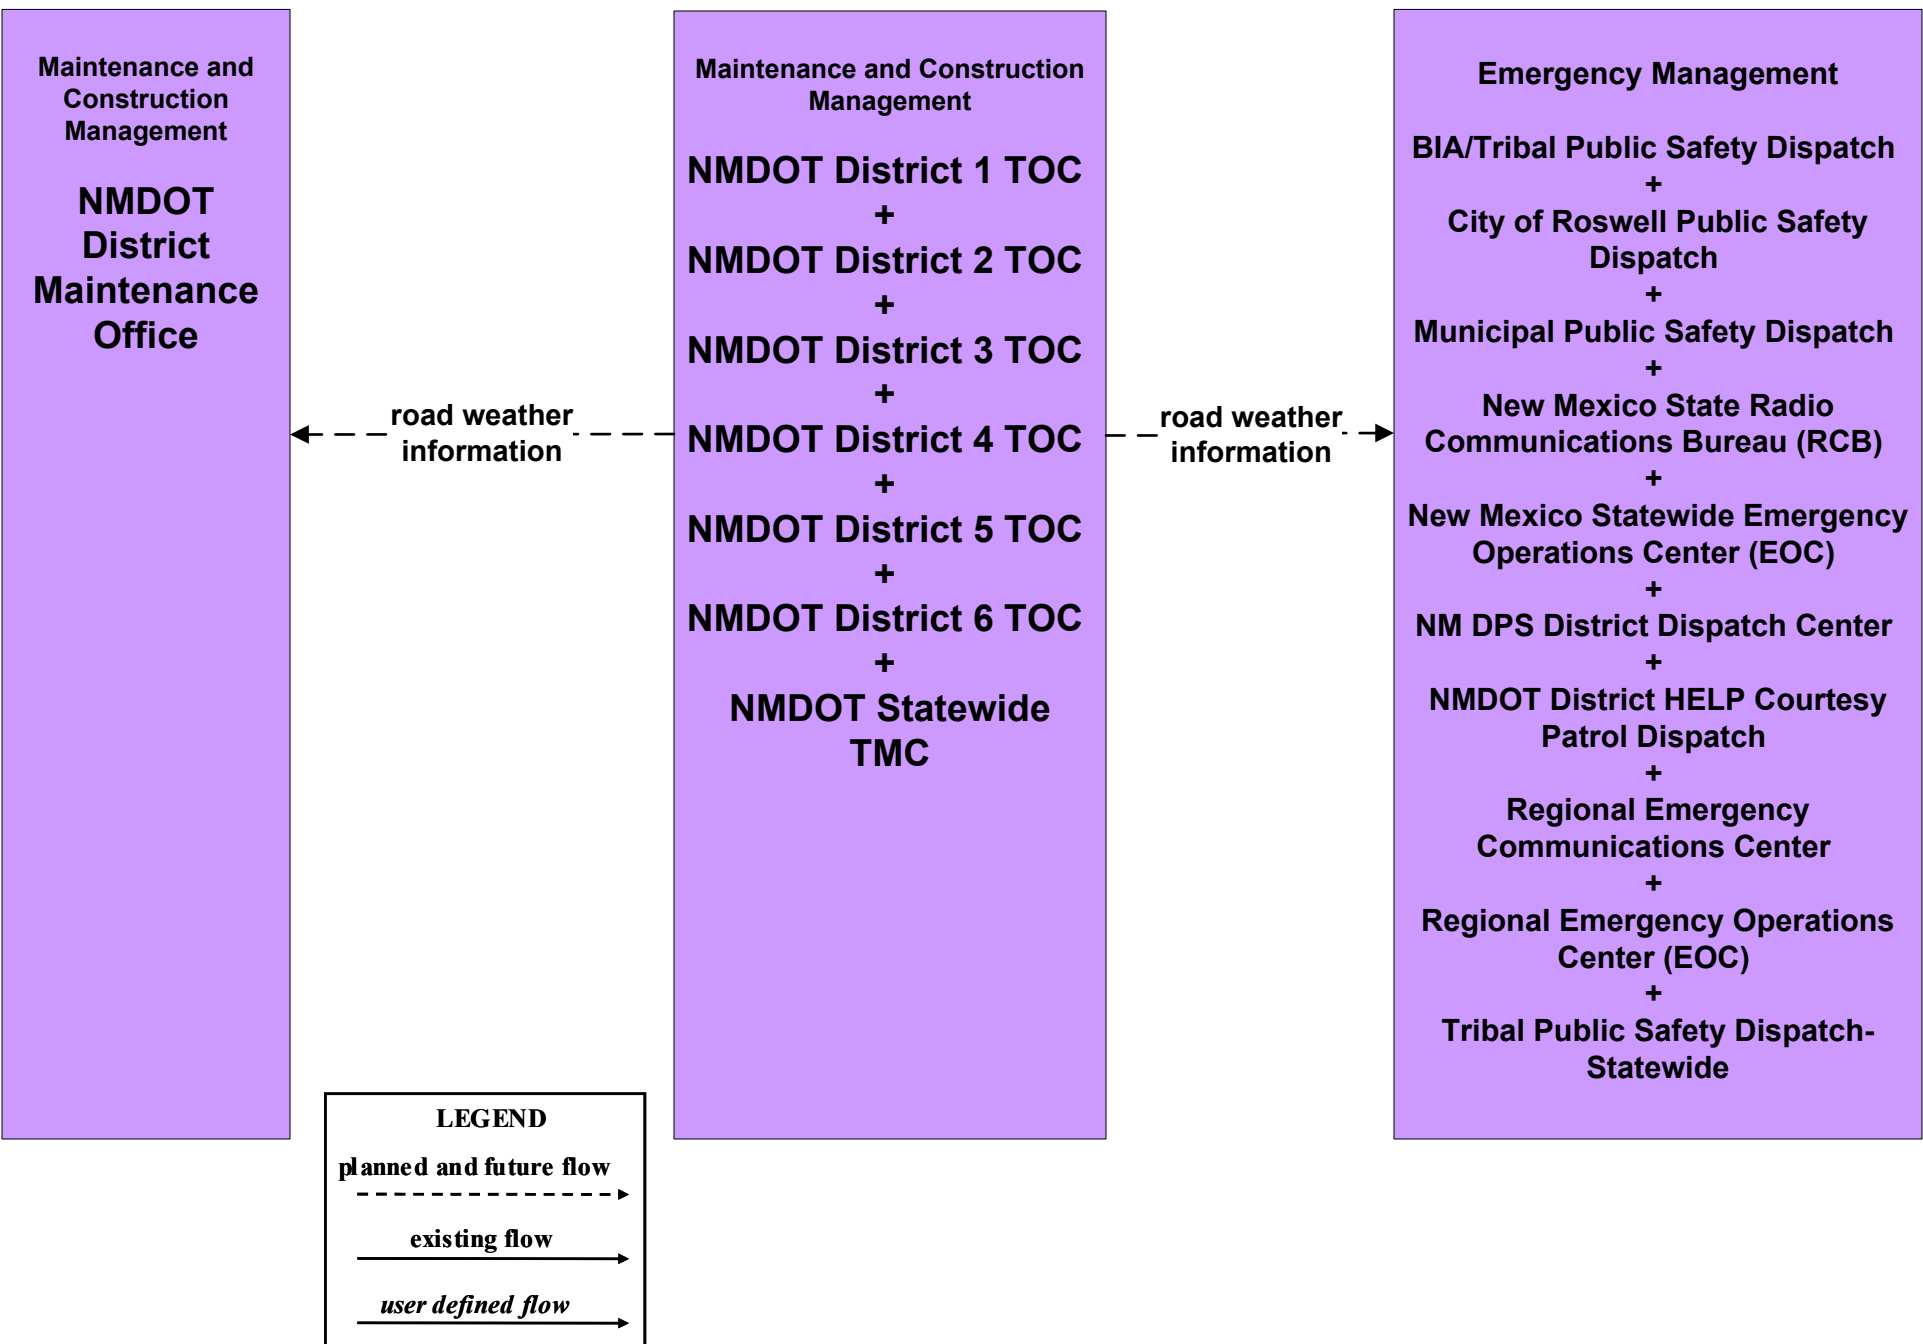 Maintenance and
Construction
Management
NMDOT
District
Maintenance
Office
road weather
information
Maintenance and Construction
Management
NMDOT District 1 TOC
+
NMDOT District 2 TOC
+
NMDOT District 3 TOC
+
NMDOT District 4 TOC
+
NMDOT District 5 TOC
+
NMDOT District 6 TOC
+
NMDOT Statewide
TMC
road weather
information
Emergency Management
BIA/Tribal Public Safety Dispatch
+
City of Roswell Public Safety
Dispatch
+
Municipal Public Safety Dispatch
+
New Mexico State Radio
Communications Bureau (RCB)
+
New Mexico Statewide Emergency
Operations Center (EOC)
+
NM DPS District Dispatch Center
+
NMDOT District HELP Courtesy
Patrol Dispatch
+
Regional Emergency
Communications Center
+
Regional Emergency Operations
Center (EOC)
+
Tribal Public Safety Dispatch-
Statewide
LEGEND
planned and future flow
existing flow
user defined flow